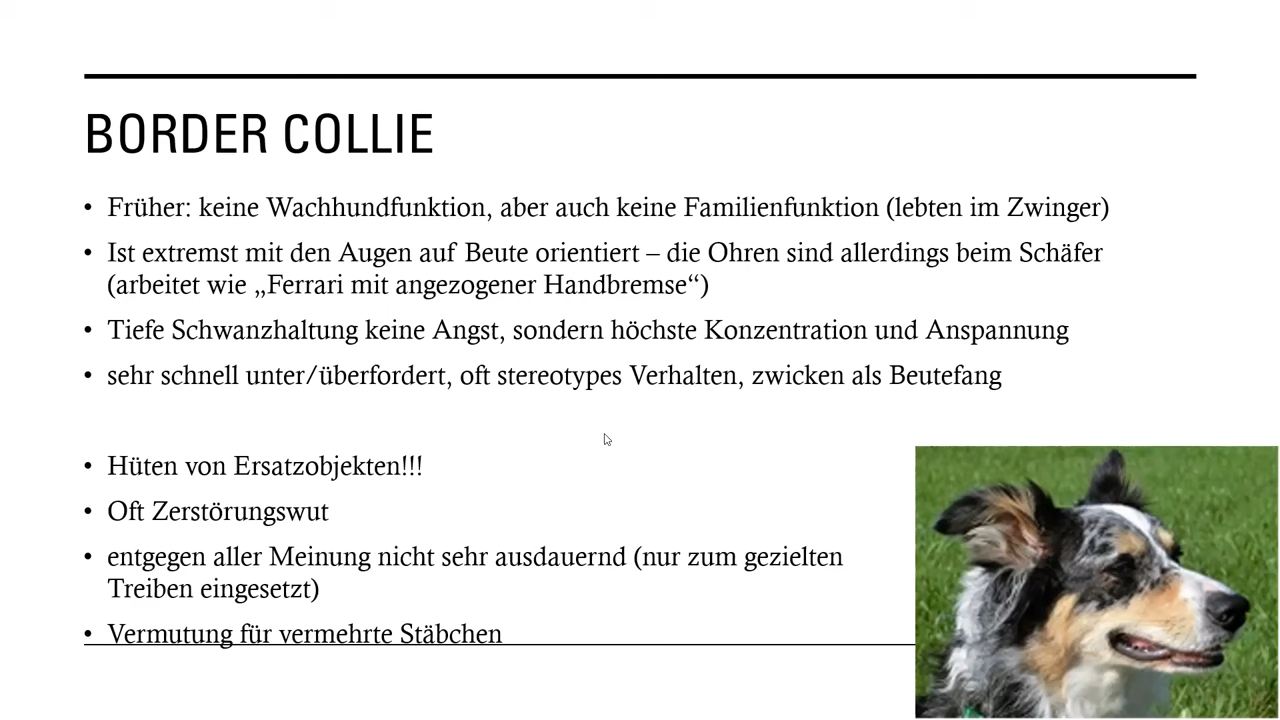 BORDER COLLIE
• Früher: keine Wachhundfunktion, aber auch keine Familienfunktion (lebten im Zwinger)
• Ist extremst mit den Augen auf Beute orientiert – die Ohren sind allerdings beim Schäfer
(arbeitet wie „Ferrari mit angezogener Handbremse“)
• Tiefe Schwanzhaltung keine Angst, sondern höchste Konzentration und Anspannung
• sehr schnell unter/überfordert, oft stereotypes Verhalten, zwicken als Beutefang
• Hüten von Ersatzobjekten!!!
• Oft Zerstörungswut
• entgegen aller Meinung nicht sehr ausdauernd (nur zum gezielten
Treiben eingesetzt)
• Vermutung für vermehrte Stäbchen